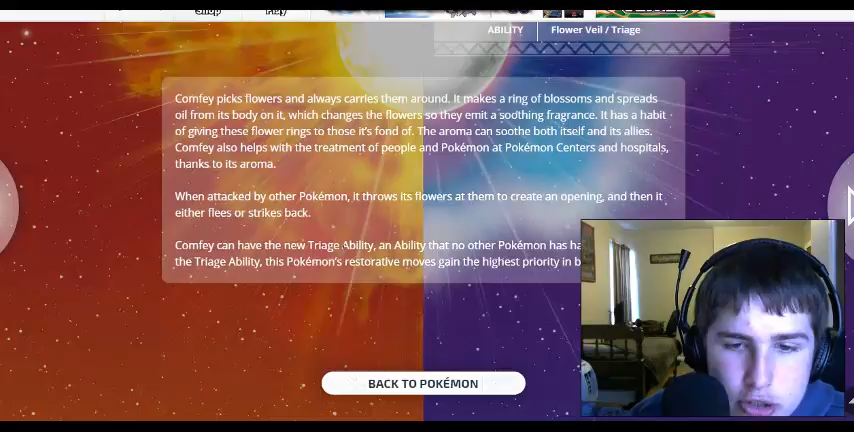 ABILITY Flower Veil / Triage
Comfey picks flowers and always carries them around. It makes a ring of blossoms and spreads
oil from its body on it, which changes the flowers so they emit a soothing fragrance. It has a habit
of giving these flower rings to those it's fond of. The aroma can soothe both itself and its allies.
Comfey also helps with the treatment of people and Pokémon at Pokémon Centers and hospitals,
thanks to its aroma.
When attacked by other Pokémon, it throws its flowers at them to create an opening, and then it
either flees or strikes back.
Comfey can have the new Triage Ability, an Ability that no other Pokémon has ha
the Triage Ability, this Pokémon's restorative moves gain the highest priority in b
BACK TO POKÉMON